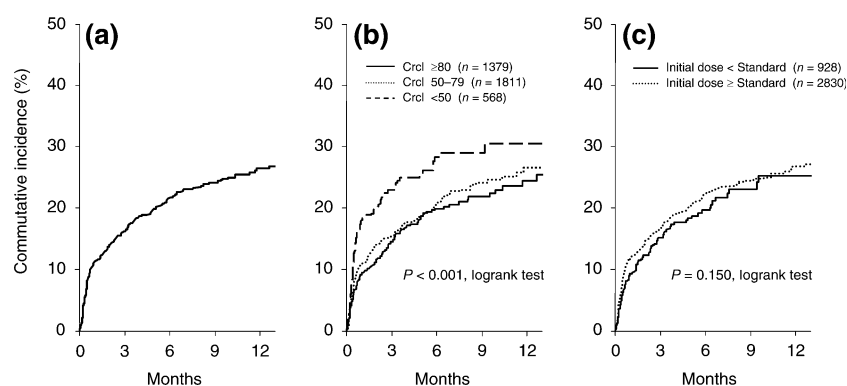 (a)
Commutative incidence (%)
50
40
30
20
10
0
0 3 6 9 12
Months
(b)
Crcl ≥80 (n = 1379)
Crcl 50–79 (n = 1811)
Crcl <50 (n = 568)
P < 0.001, logrank test
50
40
30
20
10
0
0 3 6 9 12
Months
(c)
Initial dose < Standard (n = 928)
Initial dose ≥ Standard (n = 2830)
P = 0.150, logrank test
50
40
30
20
10
0
0 3 6 9 12
Months